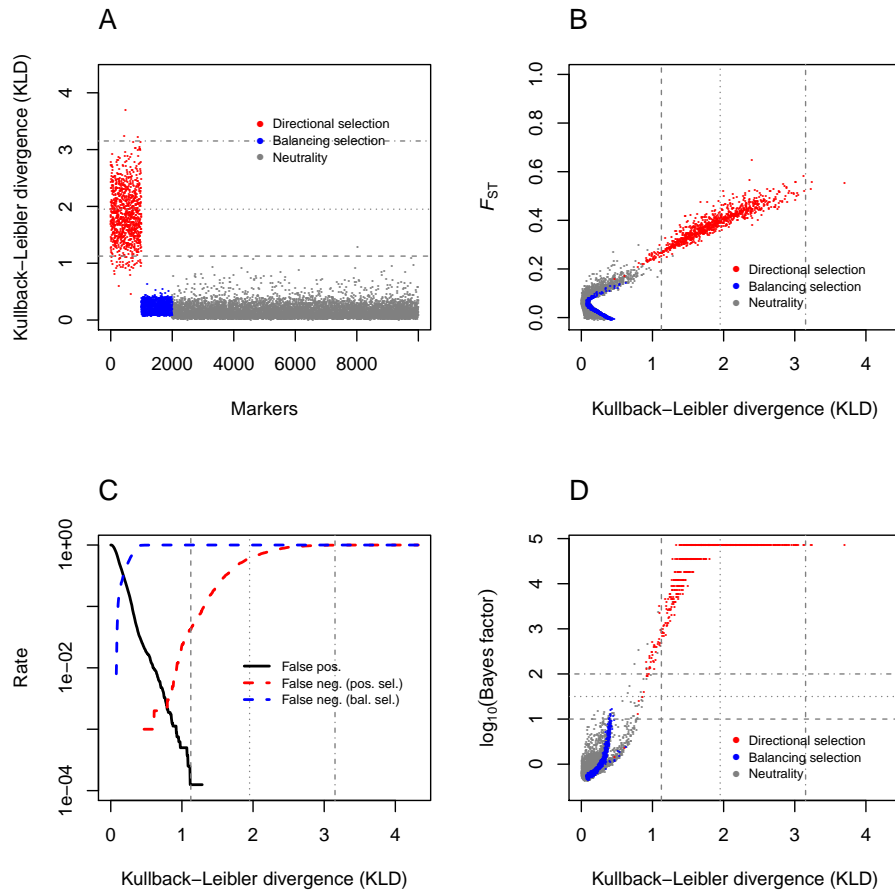 A
Kullback−Leibler divergence (KLD)
4
3
2
1
0
Directional selection
Balancing selection
Neutrality
0 2000 4000 6000 8000
Markers
B
FST
1.0
0.8
0.6
0.4
0.2
0.0
Directional selection
Balancing selection
Neutrality
0 1 2 3 4
Kullback−Leibler divergence (KLD)
C
Rate
1e+00
1e−02
1e−04
False pos.
False neg. (pos. sel.)
False neg. (bal. sel.)
0 1 2 3 4
Kullback−Leibler divergence (KLD)
D
log10(Bayes factor)
5
4
3
2
1
0
Directional selection
Balancing selection
Neutrality
0 1 2 3 4
Kullback−Leibler divergence (KLD)